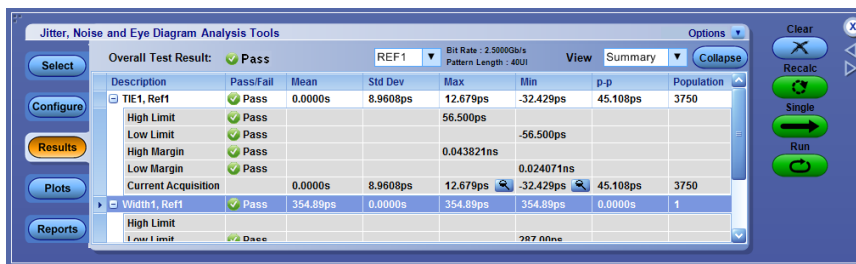 Jitter, Noise and Eye Diagram Analysis Tools Options Clear X
Select Overall Test Result: Pass REF1 Bit Rate : 2.5000Gb/s View Summary Collapse
Pattern Length : 40UI
Recalc
Description Pass/Fail Mean Std Dev Max Min p-p Population
TIE1, Ref1 Pass 0.0000s 8.9608ps 12.679ps -32.429ps 45.108ps 3750
Configure High Limit Pass 56.500ps Single
Low Limit Pass -56.500ps
Results High Margin Pass 0.043821ns Run
Low Margin Pass 0.024071ns
Plots Current Acquisition 0.0000s 8.9608ps 12.679ps -32.429ps 45.108ps 3750
Width1, Ref1 Pass 354.89ps 0.0000s 354.89ps 354.89ps 0.0000s 1
Reports High Limit
Low Limit Pass 287.00ps